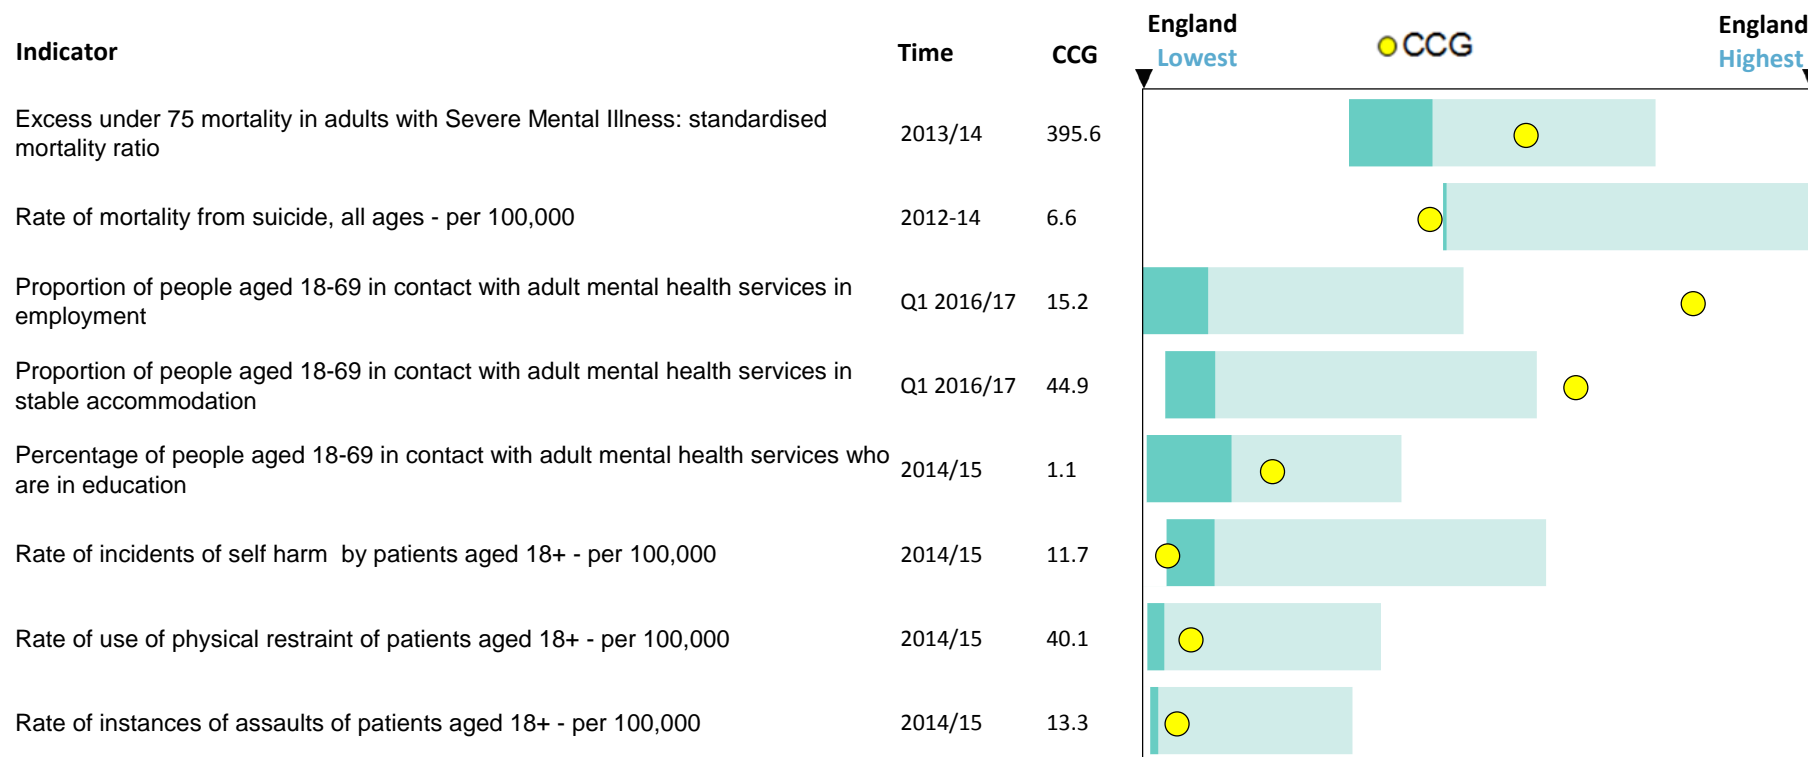 England
England
Indicator
Time
CCG
Lowest
CCG
Highest
Excess under 75 mortality in adults with Severe Mental Illness: standardised
mortality ratio
2013/14
395.6
Rate of mortality from suicide, all ages - per 100,000
2012-14
6.6
Proportion of people aged 18-69 in contact with adult mental health services in
employment
Q1 2016/17
15.2
Proportion of people aged 18-69 in contact with adult mental health services in
stable accommodation
Q1 2016/17
44.9
Percentage of people aged 18-69 in contact with adult mental health services who
are in education
2014/15
1.1
Rate of incidents of self harm  by patients aged 18+ - per 100,000
2014/15
11.7
Rate of use of physical restraint of patients aged 18+ - per 100,000
2014/15
40.1
Rate of instances of assaults of patients aged 18+ - per 100,000
2014/15
13.3